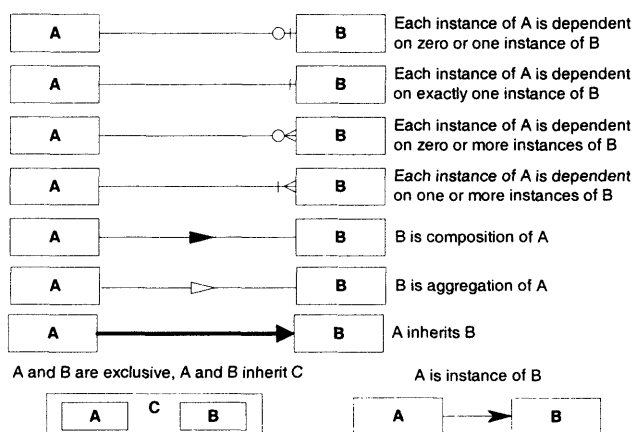 A B Each instance of A is dependent
on zero or one instance of B
A B Each instance of A is dependent
on exactly one instance of B
A B Each instance of A is dependent
on zero or more instances of B
A B Each instance of A is dependent
on one or more instances of B
A B B is composition of A
A B B is aggregation of A
A B A inherits B
A and B are exclusive, A and B inherit C
A is instance of B
A C B
A B